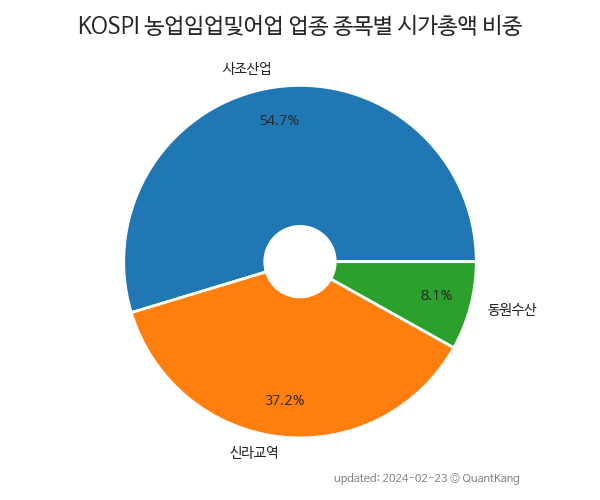 KOSPI 농업임업및어업 업종 종목별 시가총액 비중
사조산업
54.7%
8.1%
동원수산
37.2%
신라교역
updated: 2024-02-23 © QuantKang